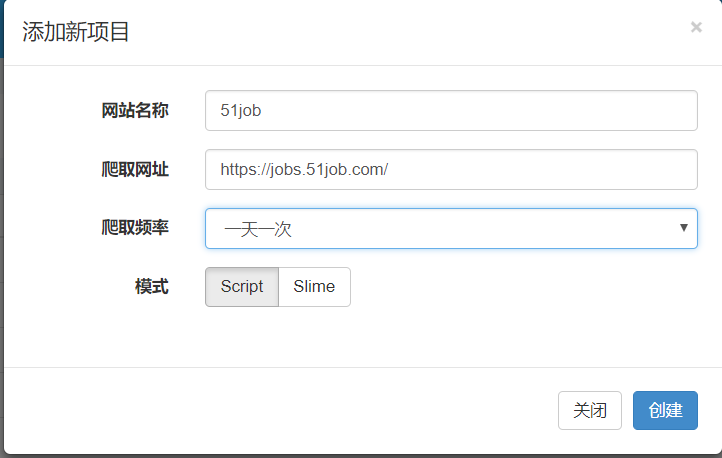 添加新项目 ×
网站名称 51job
爬取网址 https://jobs.51job.com/
爬取频率 一天一次 ▼
模式 Script Slime
关闭 创建